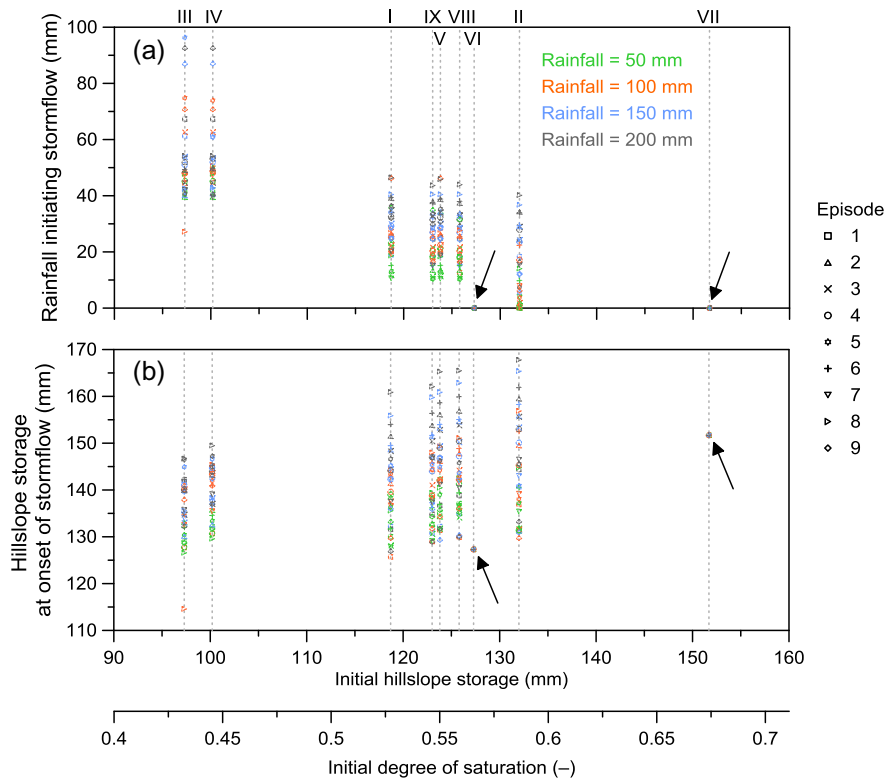 III IV I IX VIII II VII
V VI
(a)
Rainfall initiating stormflow (mm)
100
80
60
40
20
0
Rainfall = 50 mm
Rainfall = 100 mm
Rainfall = 150 mm
Rainfall = 200 mm
Episode
1
2
3
4
5
6
7
8
9
(b)
Hillslope storage
at onset of stormflow (mm)
170
160
150
140
130
120
110
90 100 110 120 130 140 150 160
Initial hillslope storage (mm)
0.4 0.45 0.5 0.55 0.6 0.65 0.7
Initial degree of saturation (–)